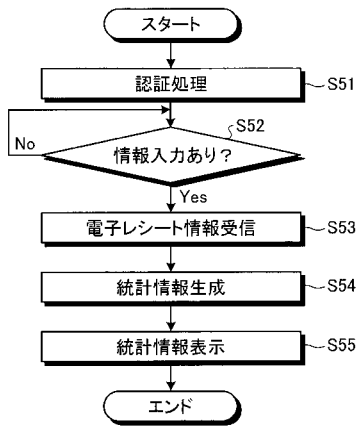 スタート
認証処理
S51
S52
情報入力あり？
No
Yes
電子レシート情報受信
S53
統計情報生成
S54
統計情報表示
S55
エンド